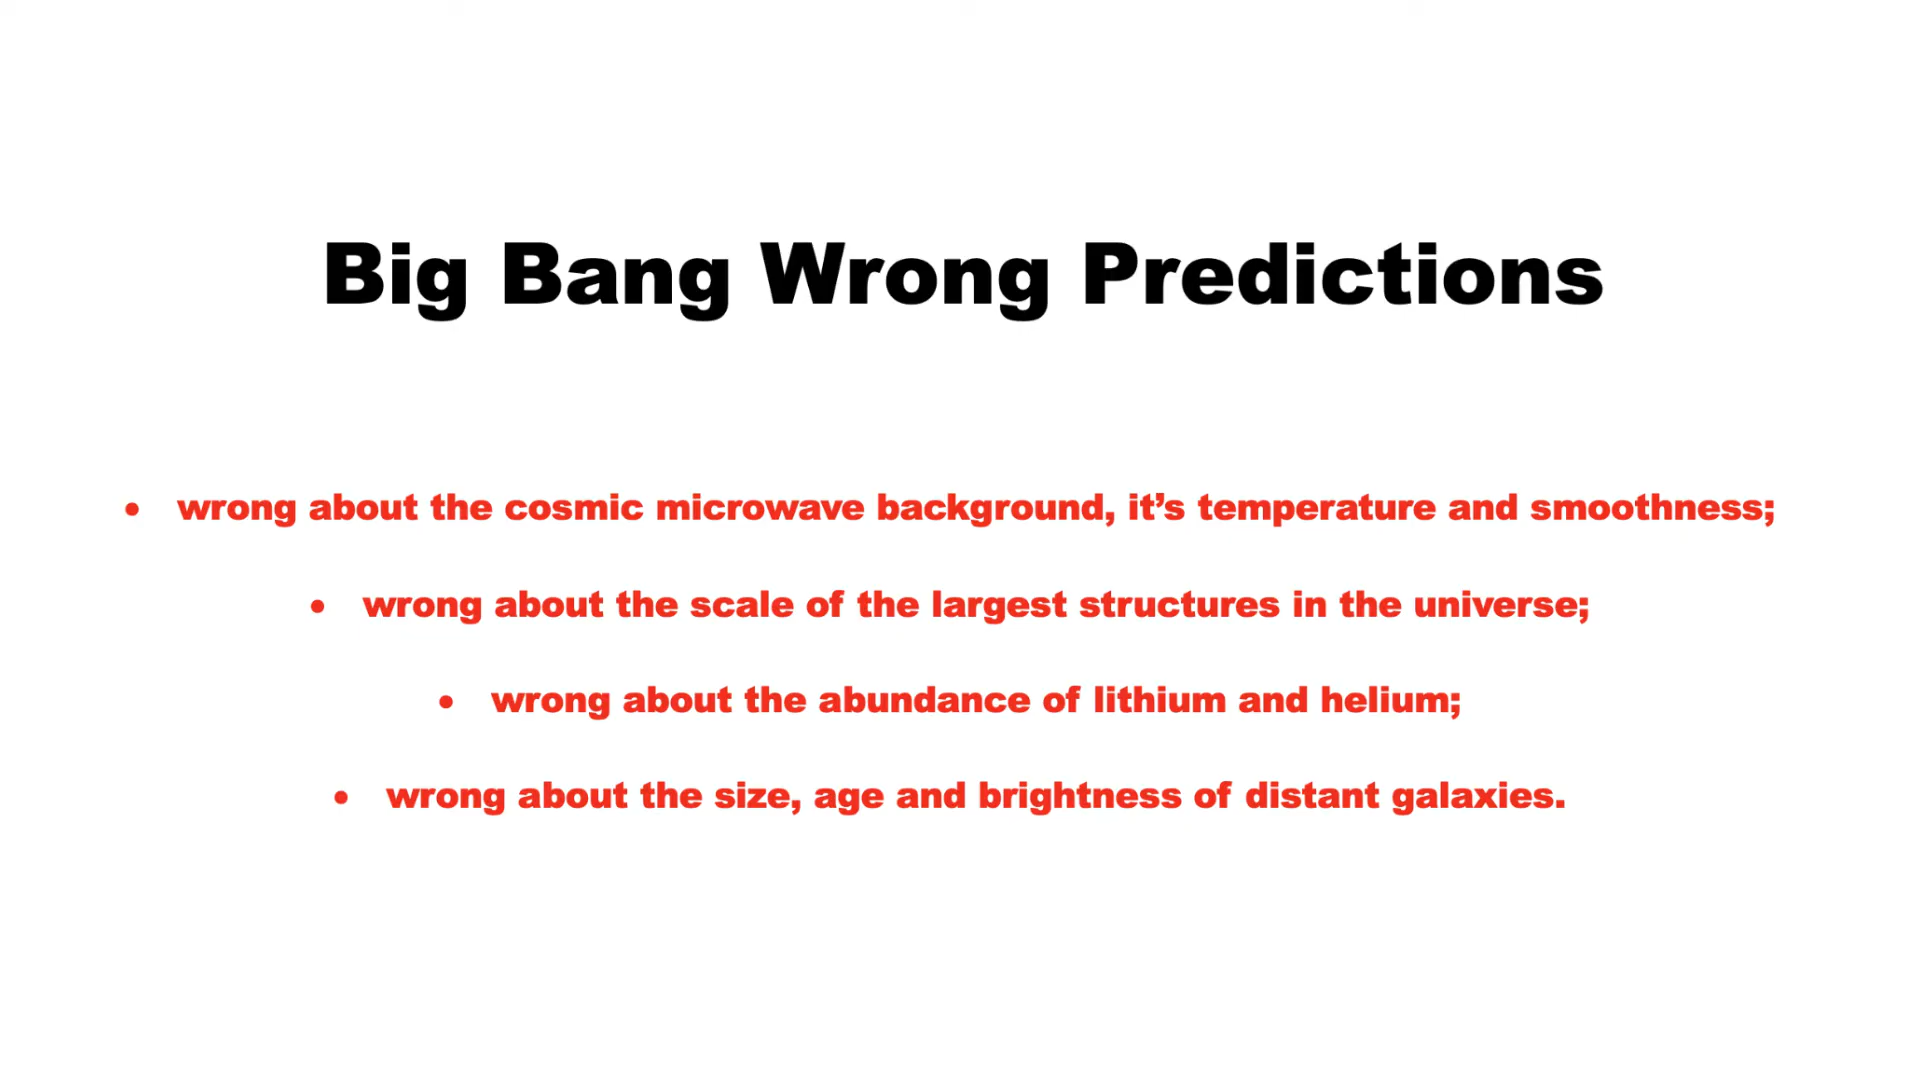 Big Bang Wrong Predictions
• wrong about the cosmic microwave background, it’s temperature and smoothness;
• wrong about the scale of the largest structures in the universe;
• wrong about the abundance of lithium and helium;
• wrong about the size, age and brightness of distant galaxies.